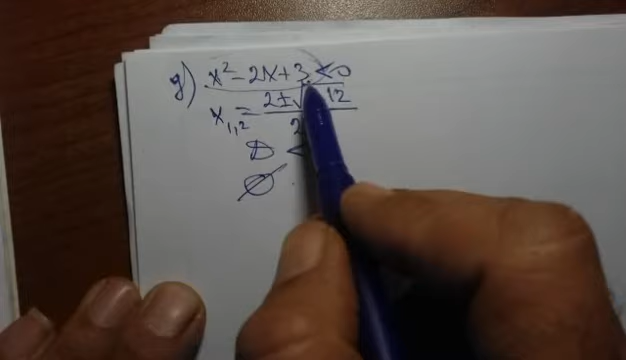 g) x² - 2x + 3 < 0
x₁,₂ = 2 ± √ 12 / 2
D <
∅